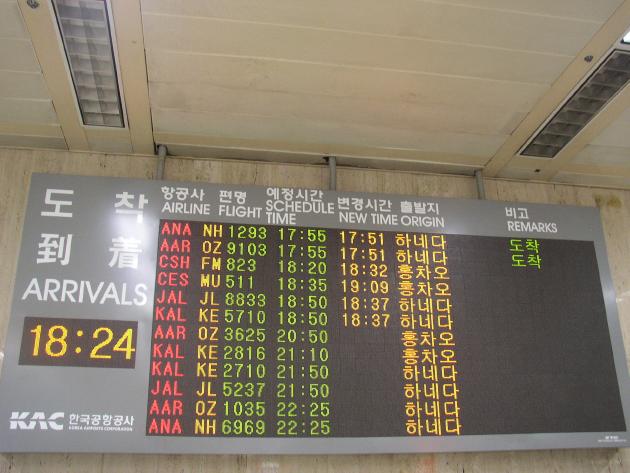 도 착
到 着
ARRIVALS
18:24
KAC 한국공항공사
KOREA AIRPORTS CORPORATION
항공사 편명 예정시간 변경시간 출발지 비고
AIRLINE FLIGHT SCHEDULE TIME NEW TIME ORIGIN REMARKS
ANA NH 1293 17:55 17:51 하네다 도착
AAR OZ 9103 17:55 17:51 하네다 도착
CSH FM 823 18:20 18:32 홍차오
CES MU 511 18:35 19:09 홍차오
JAL JL 8833 18:50 18:37 하네다
KAL KE 5710 18:50 18:37 하네다
AAR OZ 3625 20:50 홍차오
KAL KE 2816 21:10 홍차오
KAL KE 2710 21:50 하네다
JAL JL 5237 21:50 하네다
AAR OZ 1035 22:25 하네다
ANA NH 6969 22:25 하네다